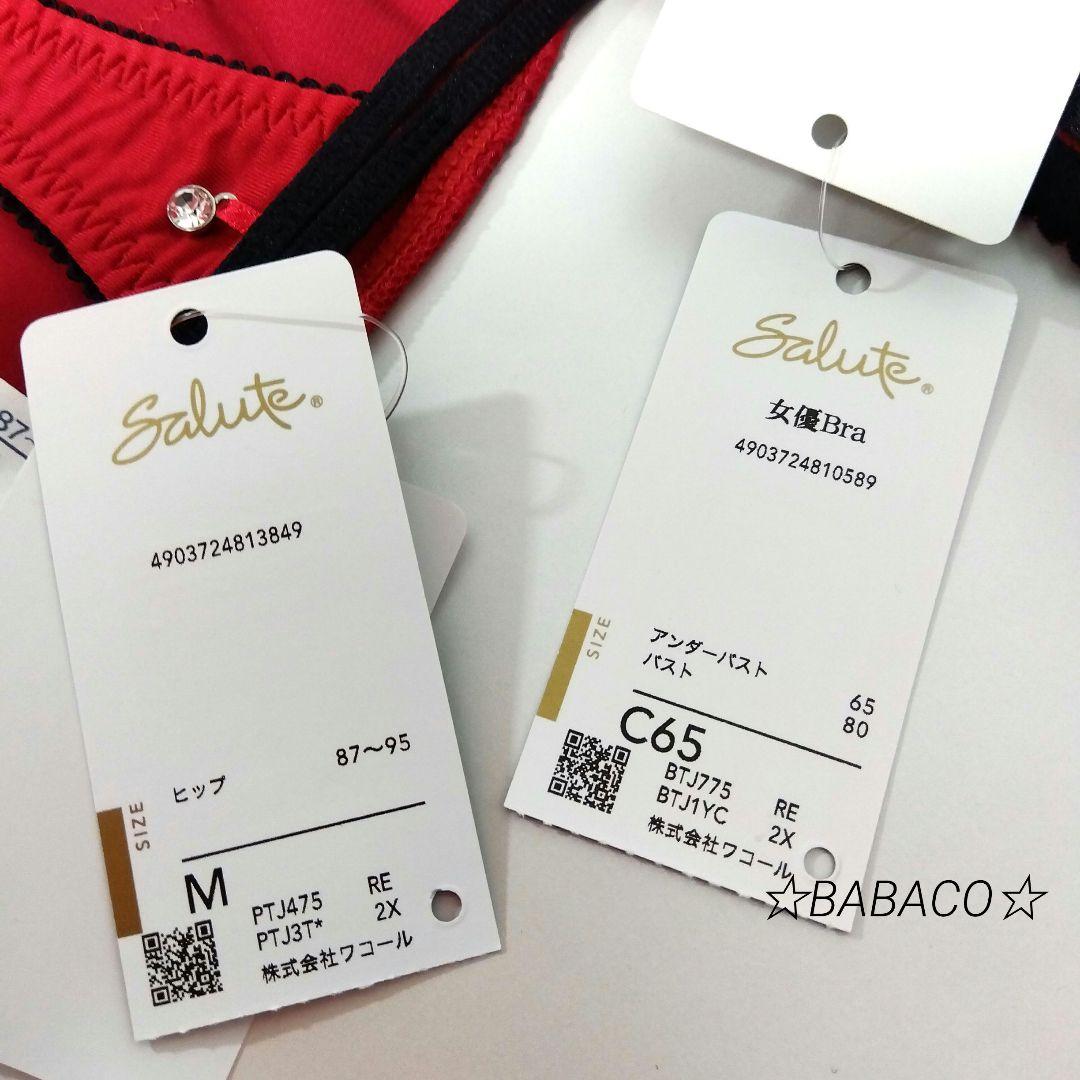 87~
Salute®
4903724813849
ヒップ 87～95
SIZE
M
PTJ475 RE
PTJ3T* 2X
株式会社ワコール
Salute®
女優Bra
4903724810589
SIZE
アンダーバスト 65
バスト 80
C65
BTJ775 RE
BTJ1YC 2X
株式会社ワコール
☆BABACO☆